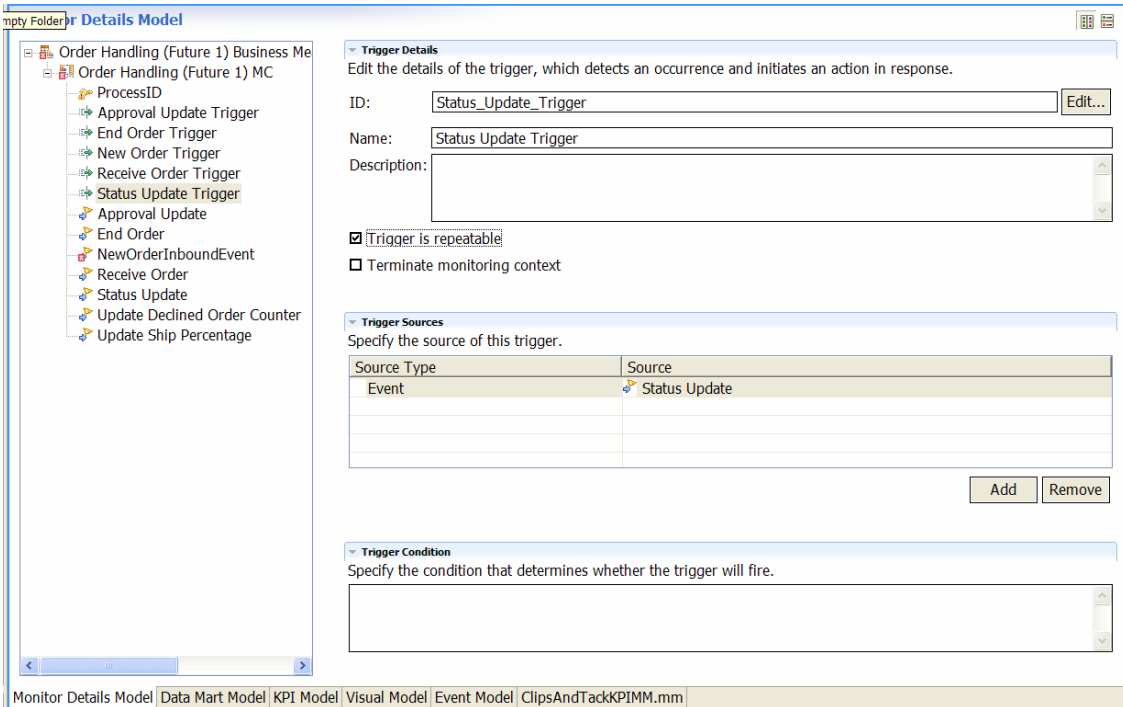 mpty Folder
r Details Model
Order Handling (Future 1) Business Me
Order Handling (Future 1) MC
ProcessID
Approval Update Trigger
End Order Trigger
New Order Trigger
Receive Order Trigger
Status Update Trigger
Approval Update
End Order
NewOrderInboundEvent
Receive Order
Status Update
Update Declined Order Counter
Update Ship Percentage
Trigger Details
Edit the details of the trigger, which detects an occurrence and initiates an action in response.
ID: Status_Update_Trigger Edit...
Name: Status Update Trigger
Description:
Trigger is repeatable
Terminate monitoring context
Trigger Sources
Specify the source of this trigger.
Source Type Source
Event Status Update
Add Remove
Trigger Condition
Specify the condition that determines whether the trigger will fire.
Monitor Details Model Data Mart Model KPI Model Visual Model Event Model ClipsAndTackKPIMM.mm